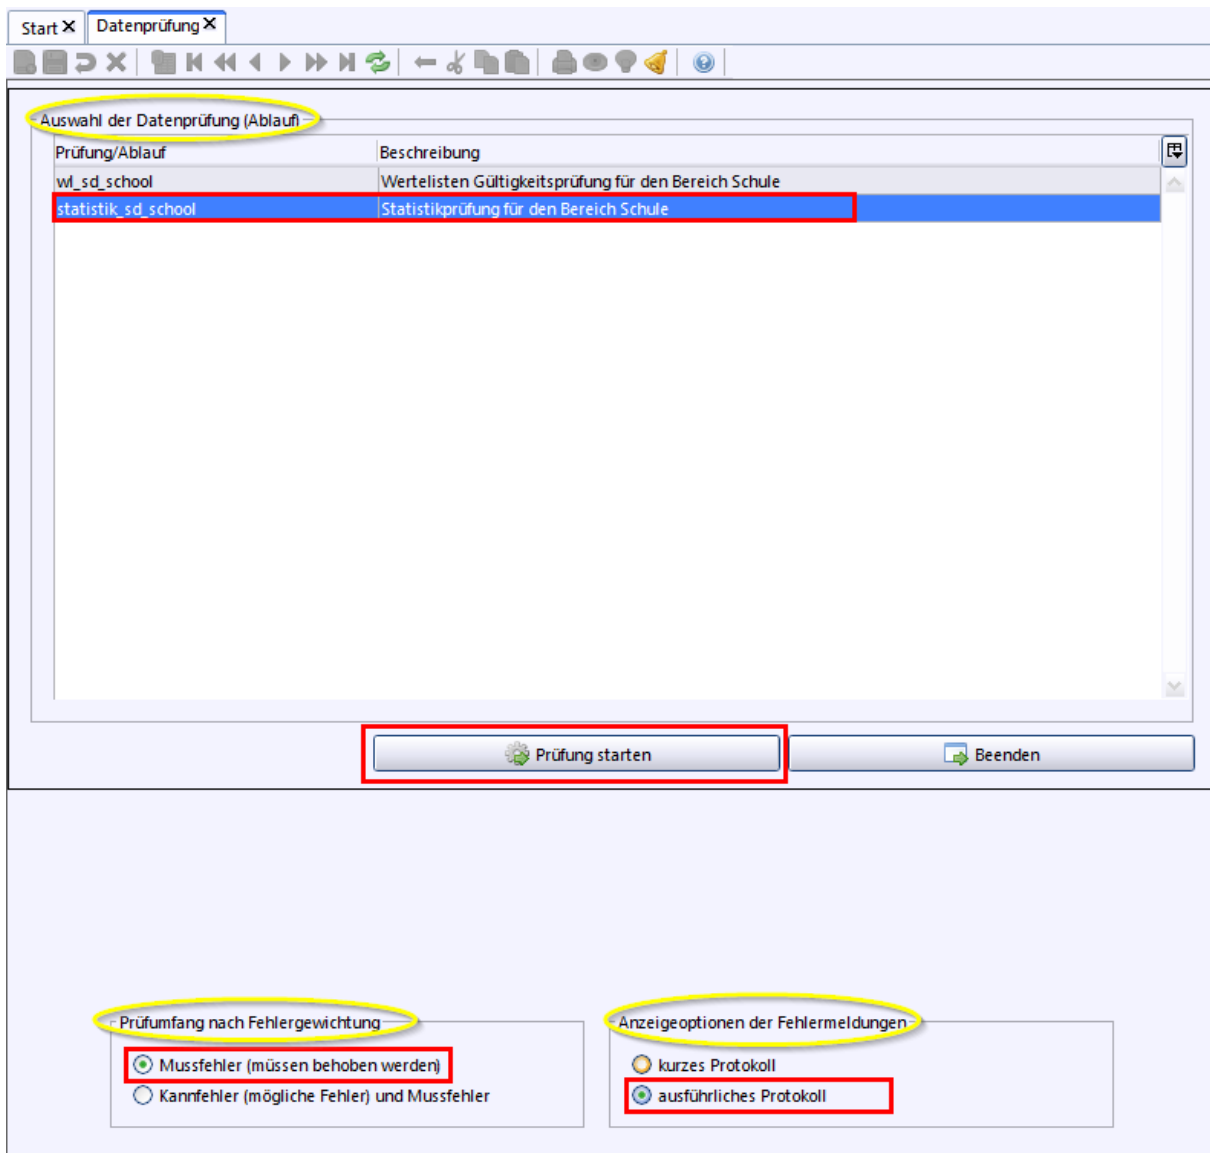 Start Datenprüfung
Auswahl der Datenprüfung (Ablauf)
Prüfung/Ablauf Beschreibung
wl_sd_school Wertelisten Gültigkeitsprüfung für den Bereich Schule
statistik_sd_school Statistikprüfung für den Bereich Schule
Prüfung starten Beenden
Prüfumfang nach Fehlergewichtung
Mussfehler (müssen behoben werden)
Kannfehler (mögliche Fehler) und Mussfehler
Anzeigeoptionen der Fehlermeldungen
kurzes Protokoll
ausführliches Protokoll